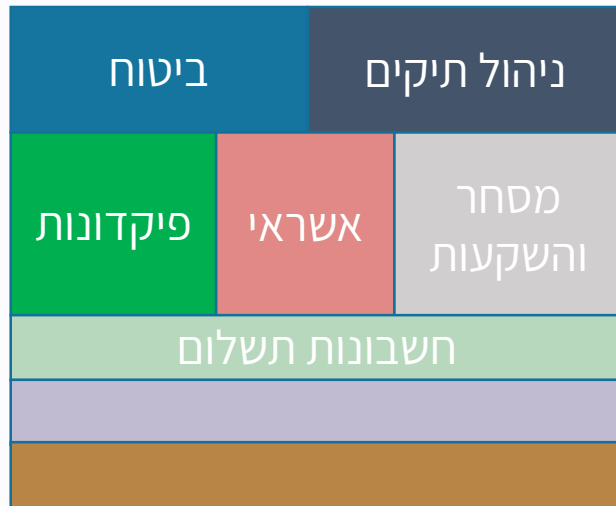 ניהול תיקים
ביטוח
מסחר
והשקעות
אשראי
פיקדונות
חשבונות תשלום